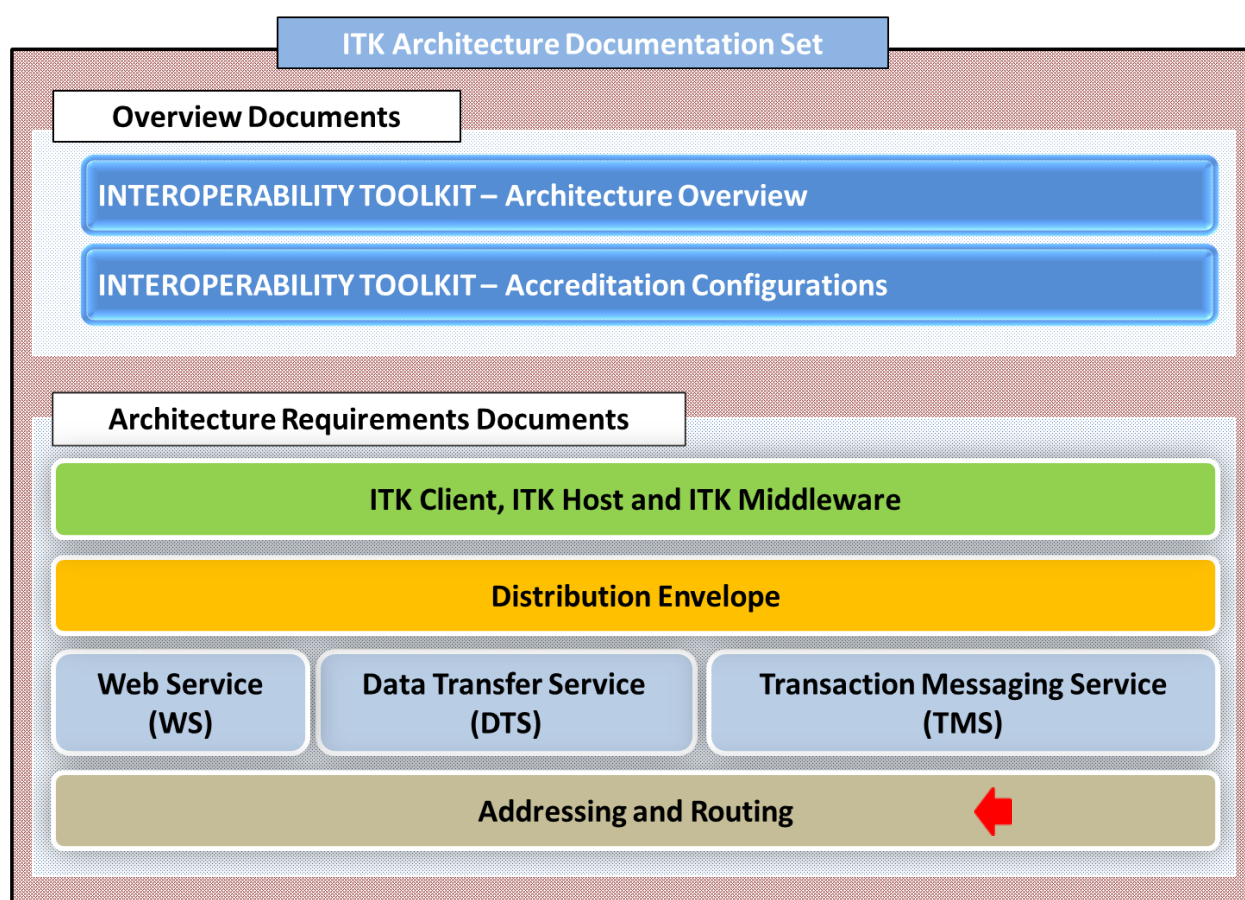 ITK Architecture Documentation Set
Overview Documents
INTEROPERABILITY TOOLKIT – Architecture Overview
INTEROPERABILITY TOOLKIT – Accreditation Configurations
Architecture Requirements Documents
ITK Client, ITK Host and ITK Middleware
Distribution Envelope
Web Service
(WS)
Data Transfer Service
(DTS)
Transaction Messaging Service
(TMS)
Addressing and Routing